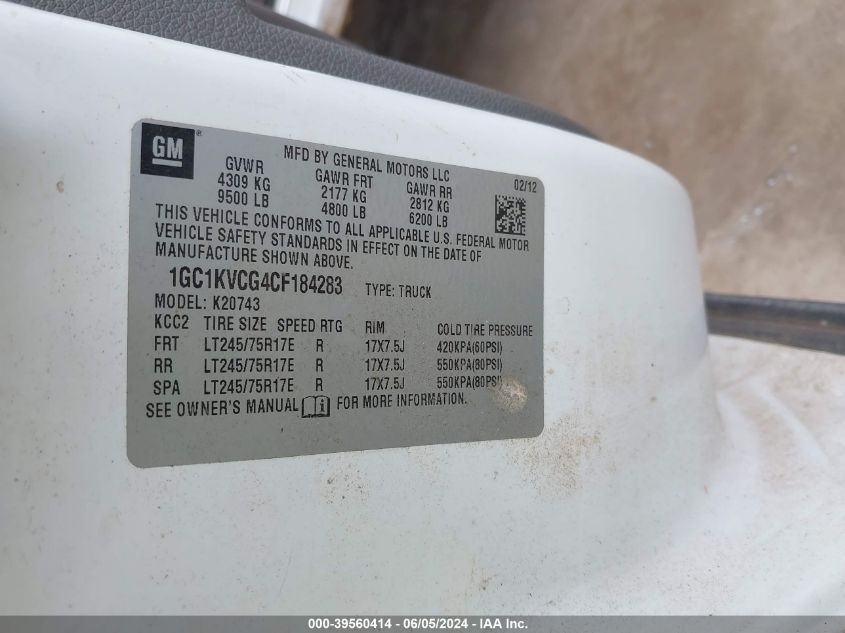 GM ®
MFD BY GENERAL MOTORS LLC 02/12
GVWR GAWR FRT GAWR RR
4309 KG 2177 KG 2812 KG
9500 LB 4800 LB 6200 LB
THIS VEHICLE CONFORMS TO ALL APPLICABLE U.S. FEDERAL MOTOR
VEHICLE SAFETY STANDARDS IN EFFECT ON THE DATE OF
MANUFACTURE SHOWN ABOVE.
1GC1KVCG4CF184283 TYPE: TRUCK
MODEL: K20743
KCC2 TIRE SIZE SPEED RTG RIM COLD TIRE PRESSURE
FRT LT245/75R17E R 17X7.5J 420KPA(60PSI)
RR LT245/75R17E R 17X7.5J 550KPA(80PSI)
SPA LT245/75R17E R 17X7.5J 550KPA(80PSI)
SEE OWNER'S MANUAL i FOR MORE INFORMATION.
000-39560414 - 06/05/2024 - IAA Inc.